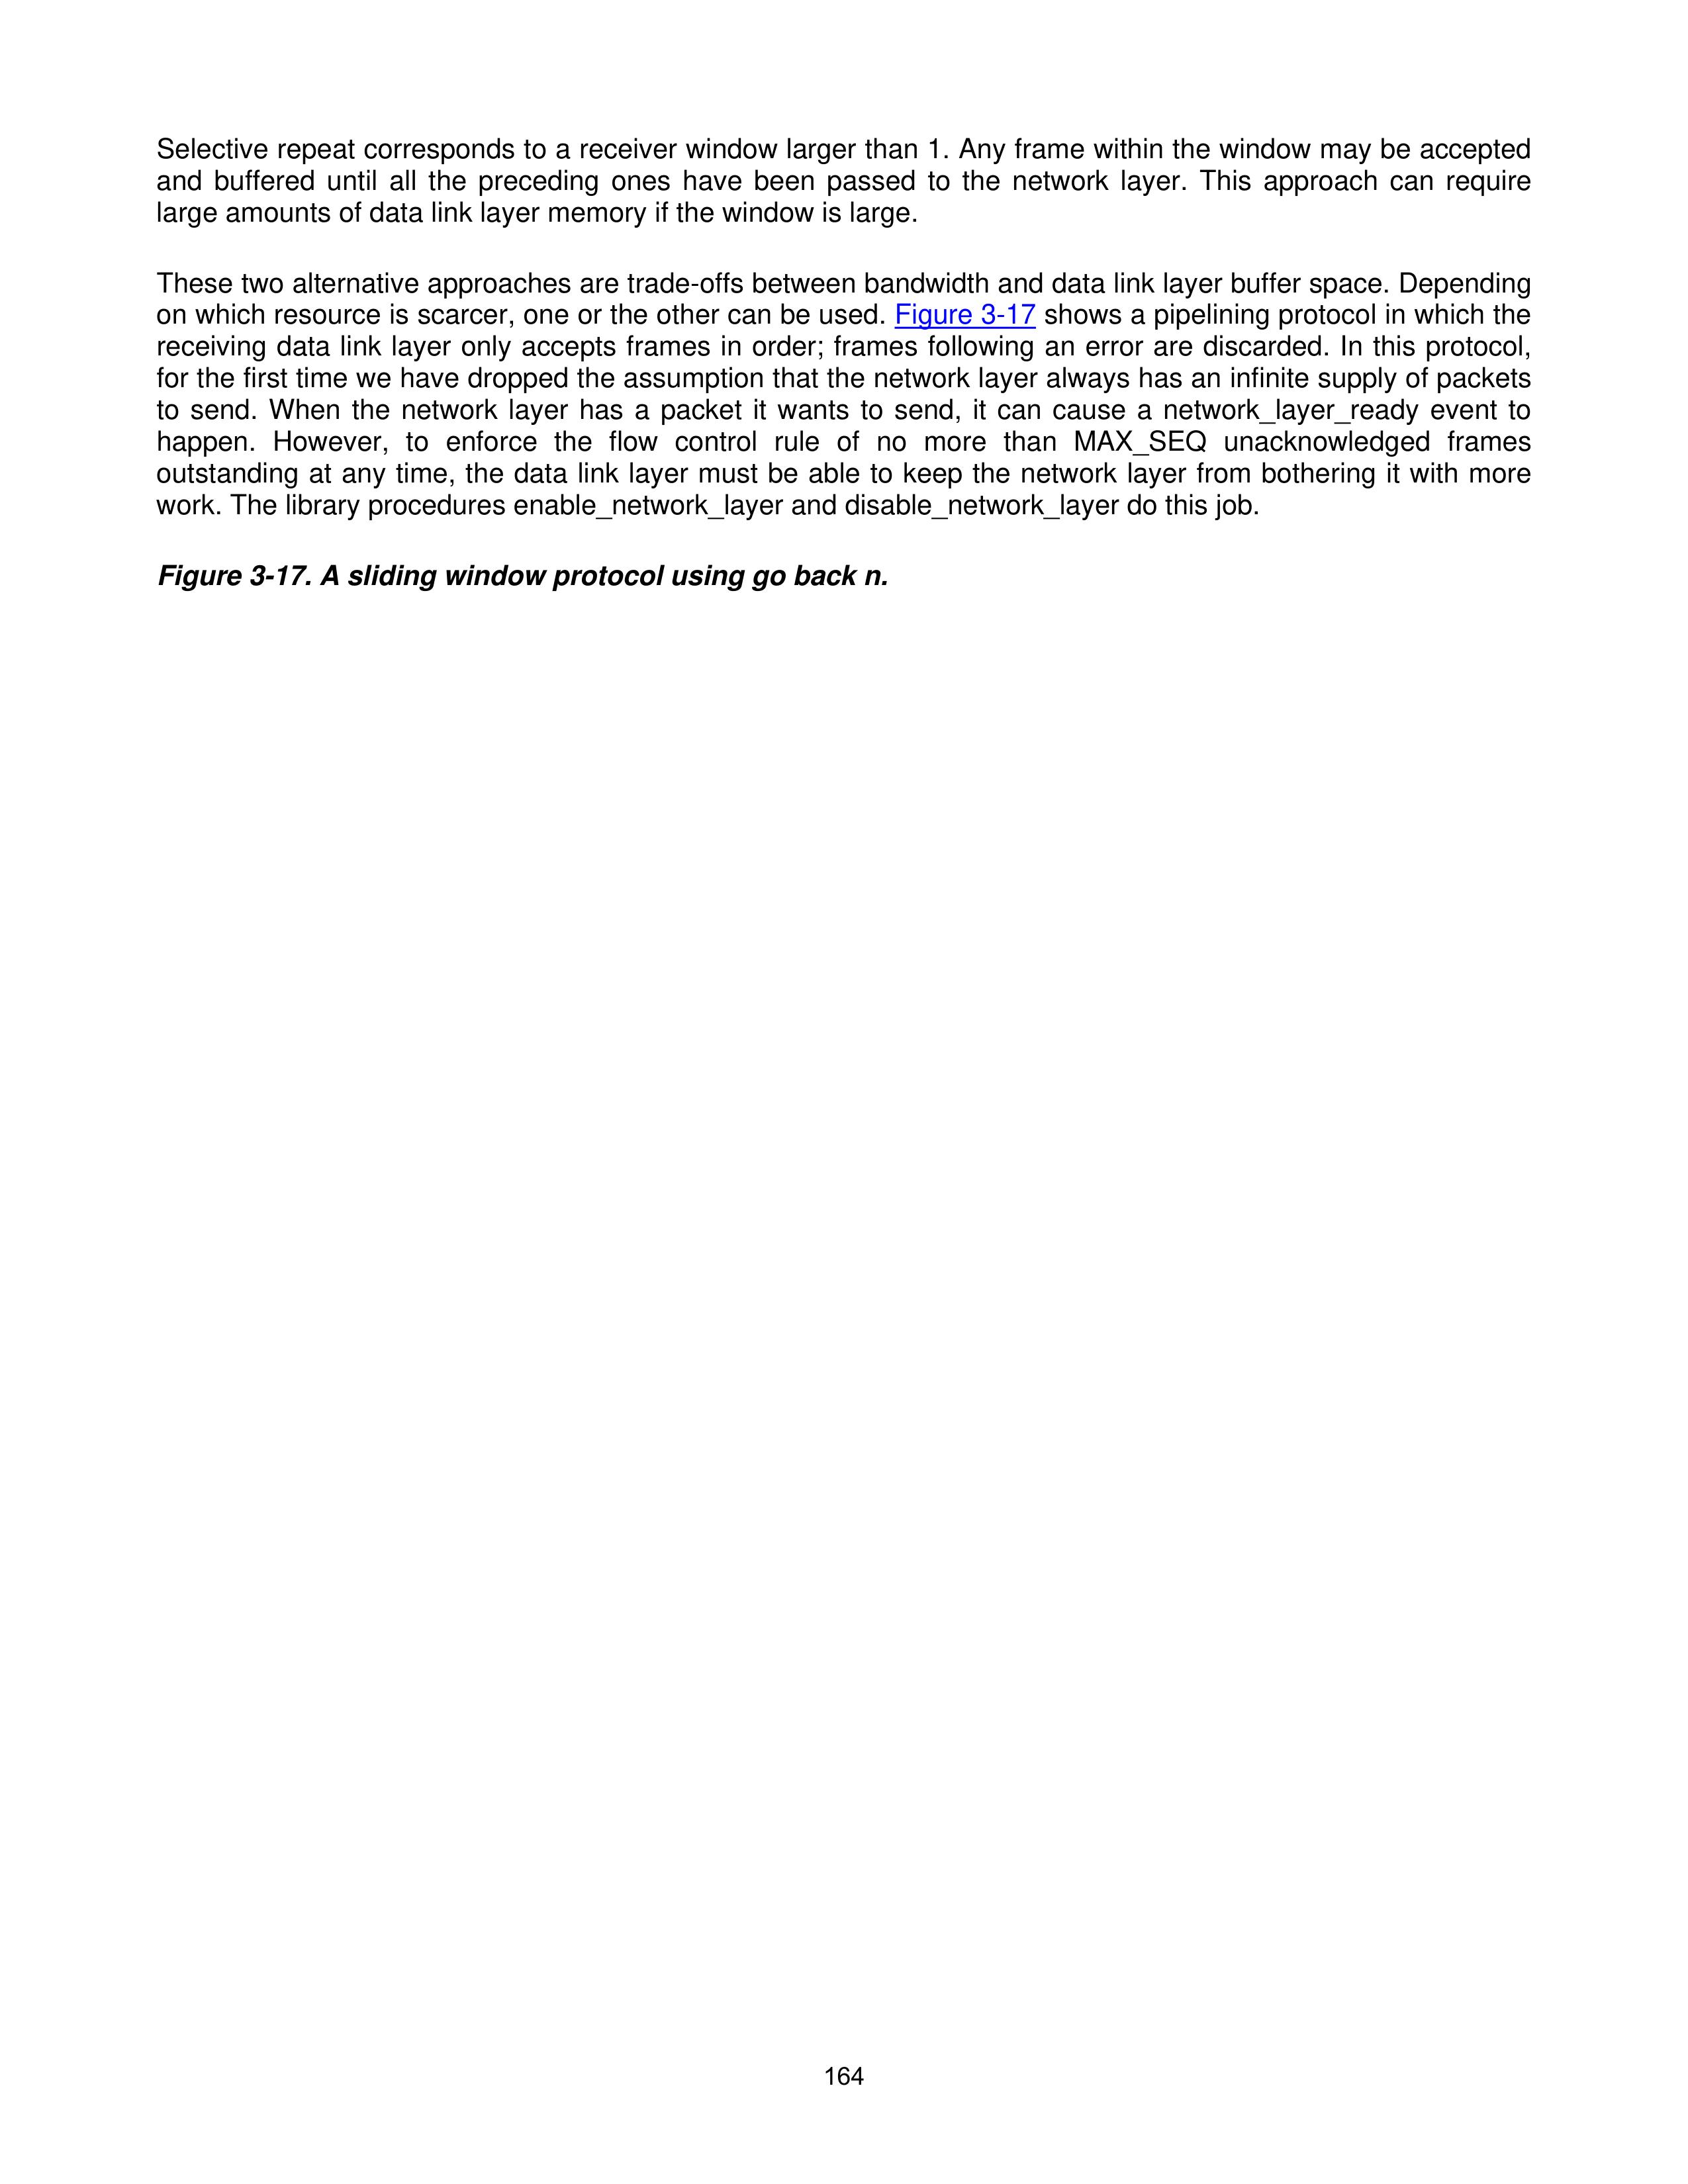 Selective repeat corresponds to a receiver window larger than 1. Any frame within the window may be accepted
and buffered until all the preceding ones have been passed to the network layer. This approach can require
large amounts of data link layer memory if the window is large.
These two alternative approaches are trade-offs between bandwidth and data link layer buffer space. Depending
on which resource is scarcer, one or the other can be used. Figure 3-17 shows a pipelining protocol in which the
receiving data link layer only accepts frames in order; frames following an error are discarded. In this protocol,
for the first time we have dropped the assumption that the network layer always has an infinite supply of packets
to send. When the network layer has a packet it wants to send, it can cause a network_layer_ready event to
happen. However, to enforce the flow control rule of no more than MAX_SEQ unacknowledged frames
outstanding at any time, the data link layer must be able to keep the network layer from bothering it with more
work. The library procedures enable_network_layer and disable_network_layer do this job.
Figure 3-17. A sliding window protocol using go back n.
164